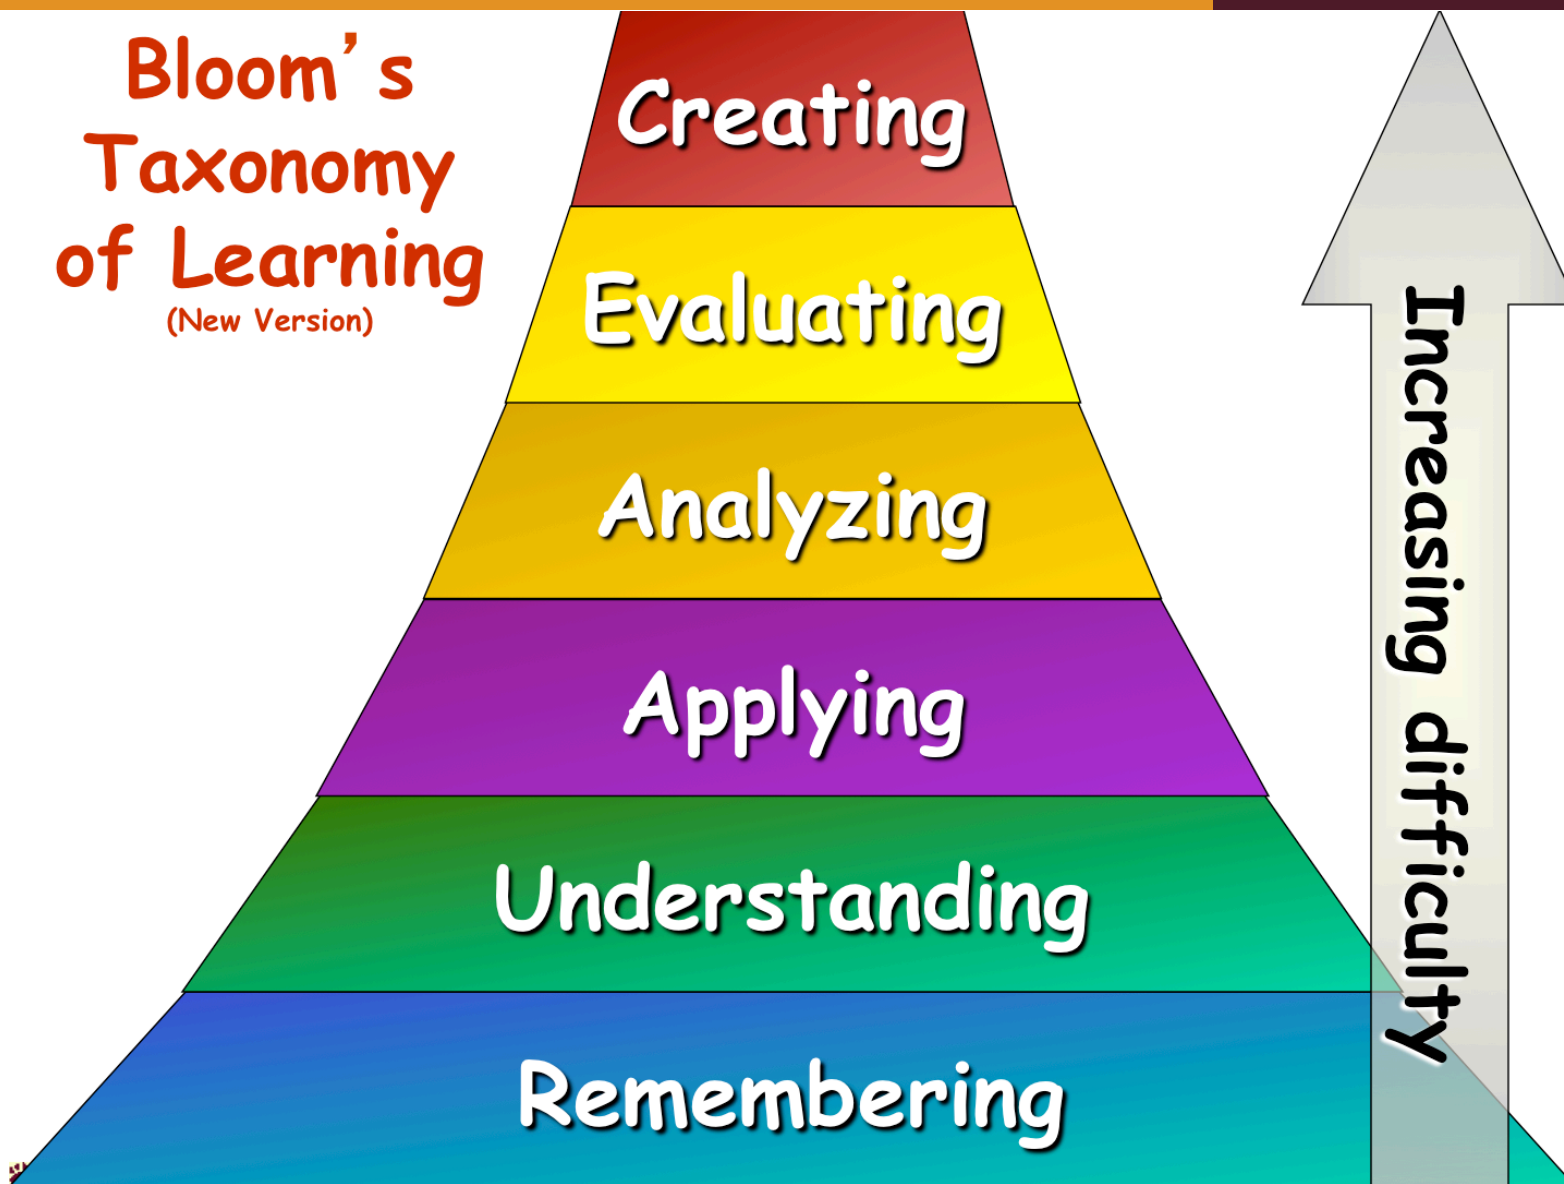 Bloom’s
Taxonomy
of Learning
(New Version)
Creating
Evaluating
Analyzing
Applying
Understanding
Remembering
Increasing difficulty